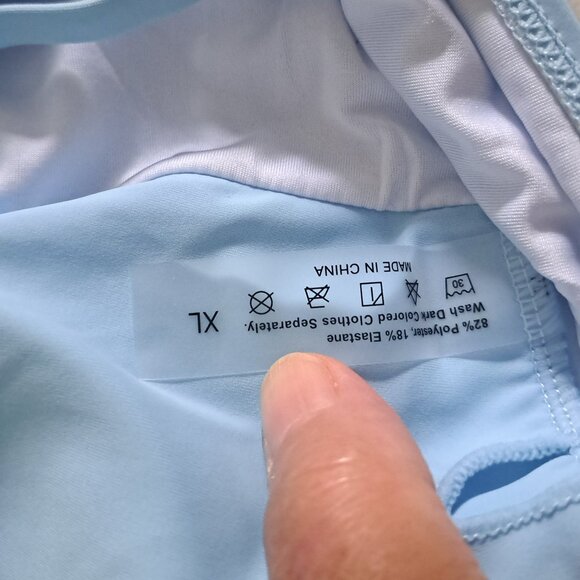 82% Polyester, 18% Elastane
Wash Dark Colored Clothes Separately.
30
XL
MADE IN CHINA